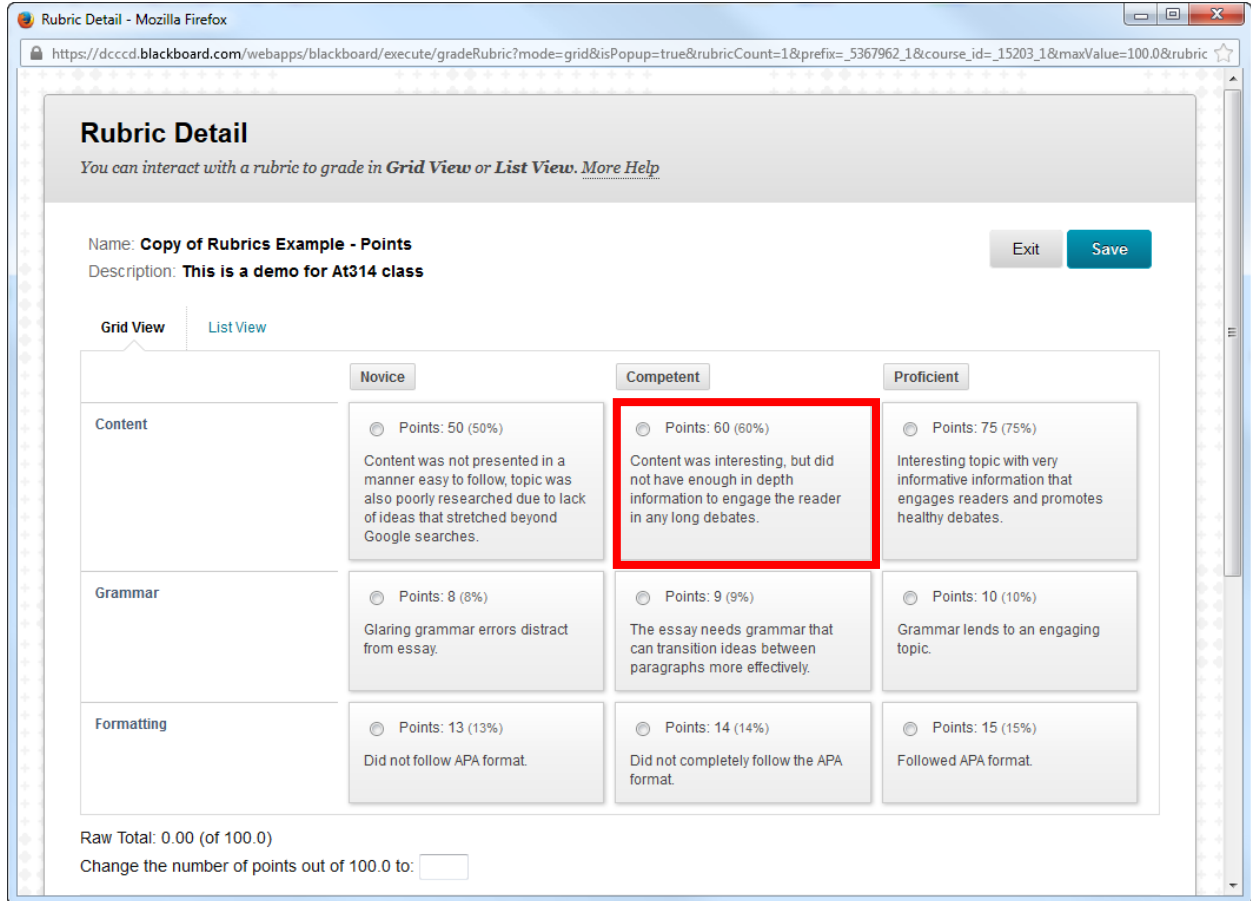 Rubric Detail - Mozilla Firefox
https://dcccd.blackboard.com/webapps/blackboard/execute/gradeRubric?mode=grid&isPopup=true&rubricCount=1&prefix=_5367962_1&course_id=_15203_1&maxValue=100.0&rubric
Rubric Detail
You can interact with a rubric to grade in Grid View or List View. More Help
Name: Copy of Rubrics Example - Points
Description: This is a demo for At314 class
Exit
Save
Grid View
List View
Novice
Competent
Proficient
Content
Points: 50 (50%)
Content was not presented in a
manner easy to follow, topic was
also poorly researched due to lack
of ideas that stretched beyond
Google searches.
Points: 60 (60%)
Content was interesting, but did
not have enough in depth
information to engage the reader
in any long debates.
Points: 75 (75%)
Interesting topic with very
informative information that
engages readers and promotes
healthy debates.
Grammar
Points: 8 (8%)
Glaring grammar errors distract
from essay.
Points: 9 (9%)
The essay needs grammar that
can transition ideas between
paragraphs more effectively.
Points: 10 (10%)
Grammar lends to an engaging
topic.
Formatting
Points: 13 (13%)
Did not follow APA format.
Points: 14 (14%)
Did not completely follow the APA
format.
Points: 15 (15%)
Followed APA format.
Raw Total: 0.00 (of 100.0)
Change the number of points out of 100.0 to: